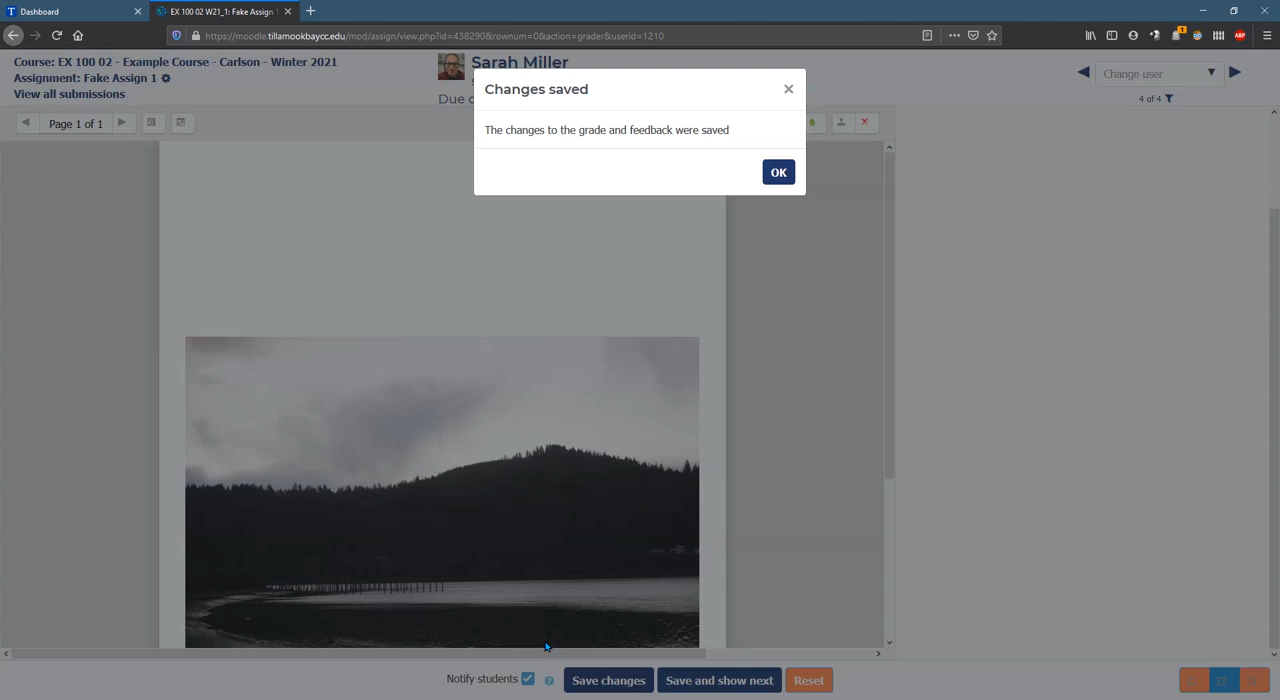 Dashboard
EX 100 02 W21_1: Fake Assign 1
https://moodle.tillamookbaycc.edu/mod/assign/view.php?id=438290&rownum=0&action=grader&userid=1210
Course: EX 100 02 - Example Course - Carlson - Winter 2021
Assignment: Fake Assign 1
View all submissions
Sarah Miller
Due
Change user
4 of 4
Page 1 of 1
Changes saved
The changes to the grade and feedback were saved
OK
Notify students
Save changes
Save and show next
Reset